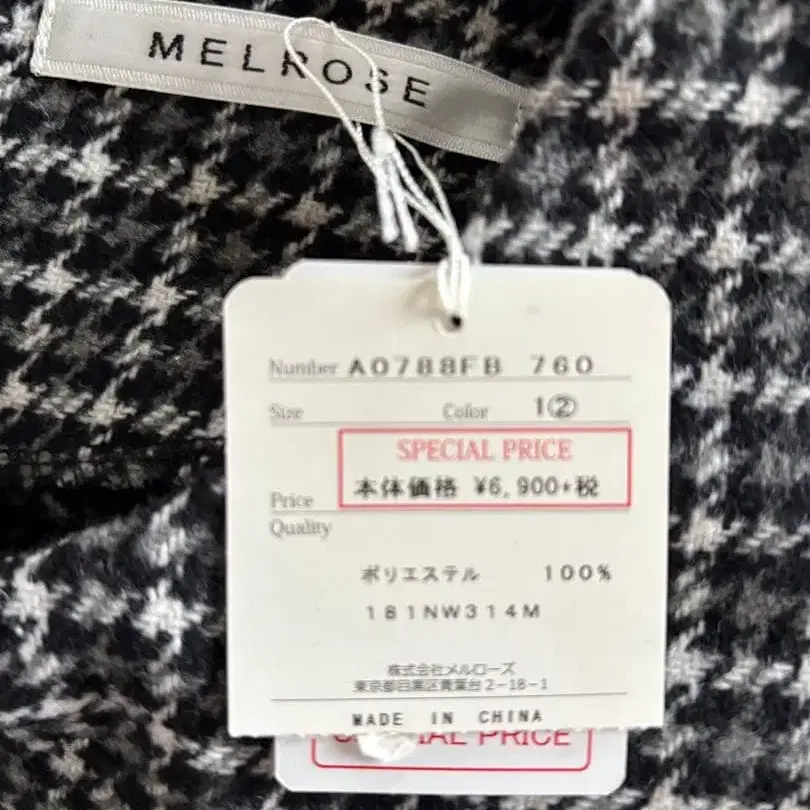 MELROSE
Number A0788FB 760
Size Color 1②
SPECIAL PRICE
Price 本体価格 ¥6,900+税
Quality
ポリエステル 100%
181NW314M
株式会社メルローズ
東京都目黒区青葉台2-18-1
MADE IN CHINA
SPECIAL PRICE